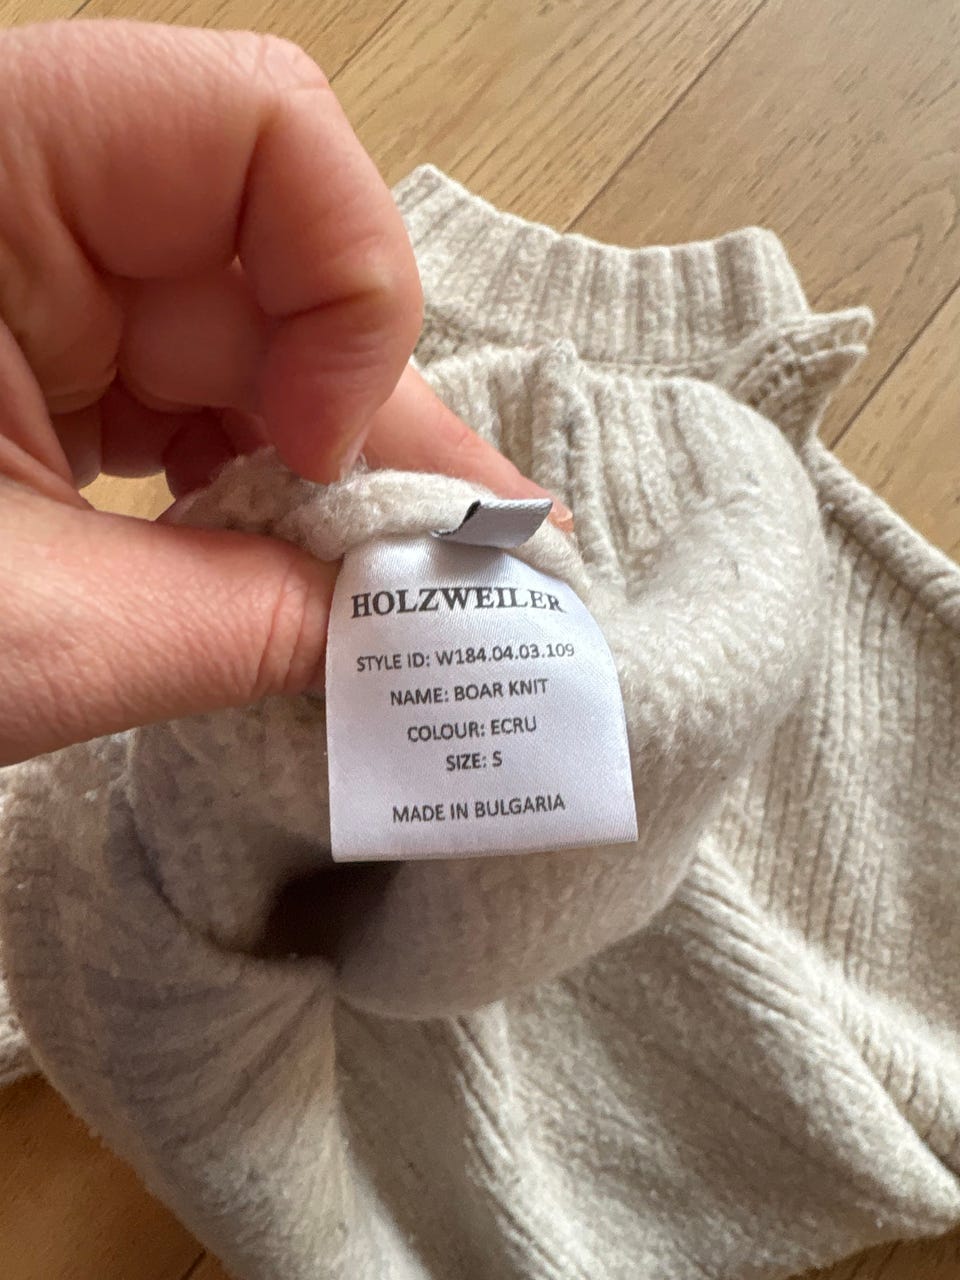 HOLZWEILER
STYLE ID: W184.04.03.109
NAME: BOAR KNIT
COLOUR: ECRU
SIZE: S
MADE IN BULGARIA